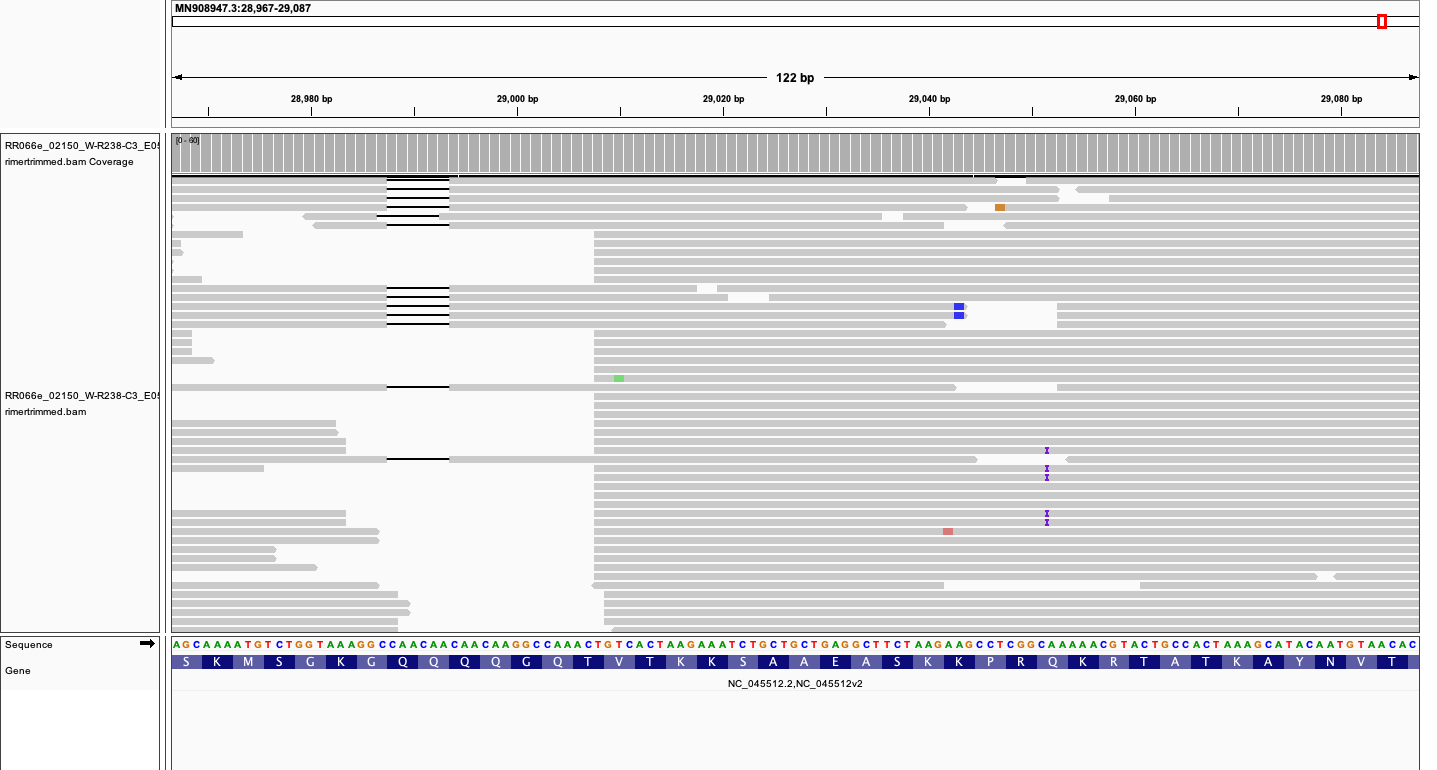 MN908947.3:28,967-29,087
122 bp
28,980 bp 29,000 bp 29,020 bp 29,040 bp 29,060 bp 29,080 bp
RR066e_02150_W-R238-C3_E05
rimertrimmed.bam Coverage
[0 - 60]
RR066e_02150_W-R238-C3_E05
rimertrimmed.bam
Sequence
AGCAAAATGTCTGGTAAAGGCCAACAACAACAAGGCCAAACTGTCACTAAGAAATCTGCTGCTGAGGCTTCTAAGAAGCCTCGGCAAAAACGTACTGCCACTAAAGCATACAATGTAACAC
Gene
S K M S G K G Q Q Q Q G Q T V T K K S A A E A S K K P R Q K R T A T K A Y N V T
NC_045512.2,NC_045512v2